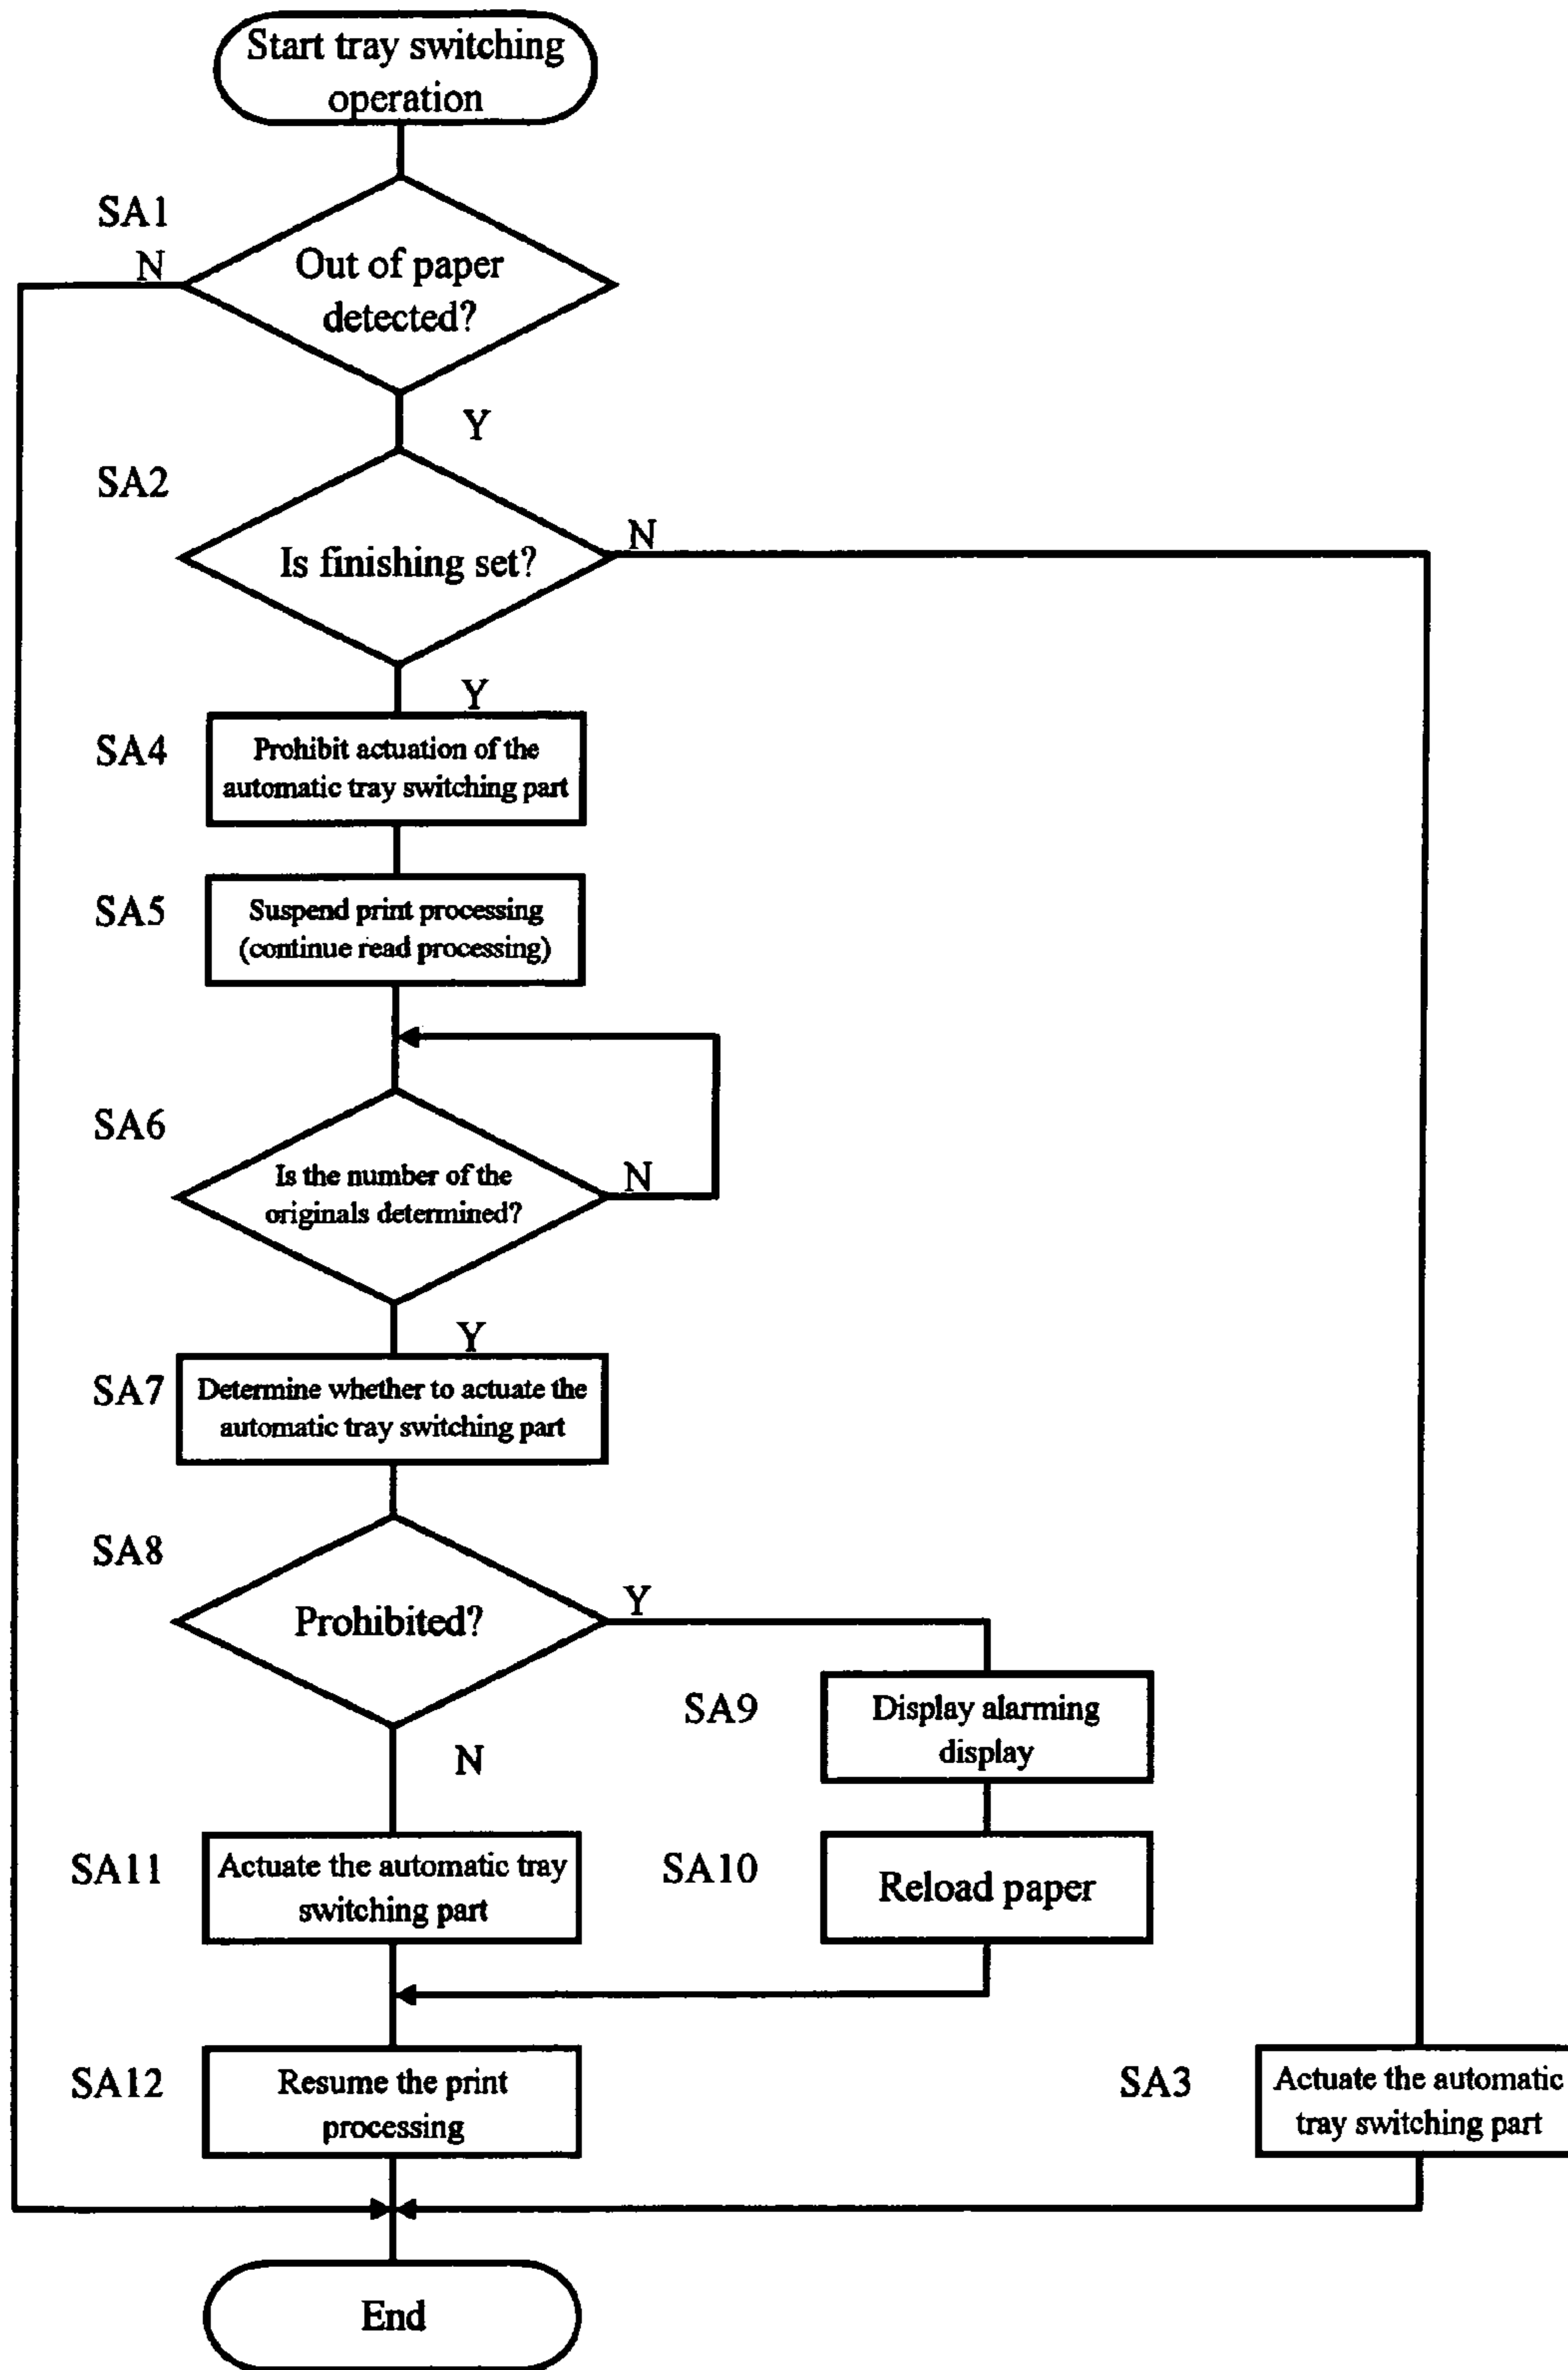 Start tray switching
operation
SA1
N
Out of paper
detected?
Y
SA2
N
Is finishing set?
Y
SA4
Prohibit actuation of the
automatic tray switching part
SA5
Suspend print processing
(continue read processing)
SA6
Is the number of the
originals determined?
N
Y
SA7
Determine whether to actuate the
automatic tray switching part
SA8
Prohibited?
Y
N
SA9
Display alarming
display
SA11
Actuate the automatic tray
switching part
SA10
Reload paper
SA12
Resume the print
processing
SA3
Actuate the automatic
tray switching part
End